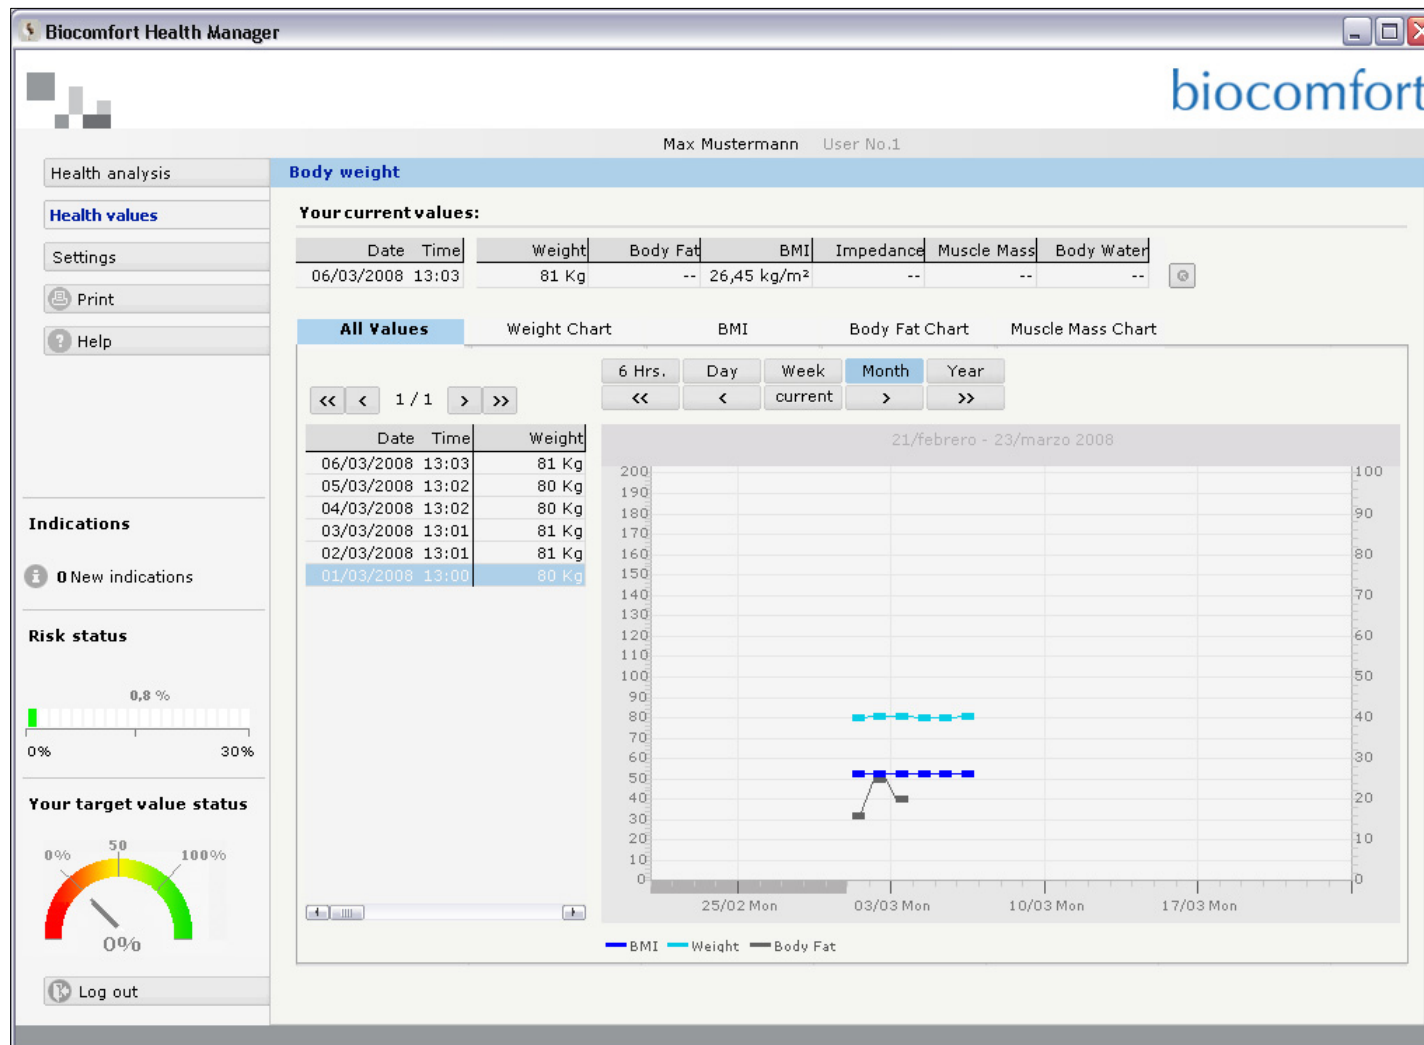 Biocomfort Health Manager
biocomfort
Max Mustermann User No.1
Health analysis
Health values
Settings
Print
Help
Indications
0 New indications
Risk status
0,8 %
0% 30%
Your target value status
0% 50 100%
0%
Log out
Body weight
Your current values:
Date Time Weight Body Fat BMI Impedance Muscle Mass Body Water
06/03/2008 13:03 81 Kg -- 26,45 kg/m² -- -- --
All Values Weight Chart BMI Body Fat Chart Muscle Mass Chart
<< < 1 / 1 > >>
6 Hrs. Day Week Month Year
<< < current > >>
Date Time Weight
06/03/2008 13:03 81 Kg
05/03/2008 13:02 80 Kg
04/03/2008 13:02 80 Kg
03/03/2008 13:01 81 Kg
02/03/2008 13:01 81 Kg
01/03/2008 13:00 80 Kg
21/febrero - 23/marzo 2008
200 100
190
180 90
170
160 80
150
140 70
130
120 60
110
100 50
90
80 40
70
60 30
50
40 20
30
20 10
10
0 0
25/02 Mon 03/03 Mon 10/03 Mon 17/03 Mon
BMI Weight Body Fat